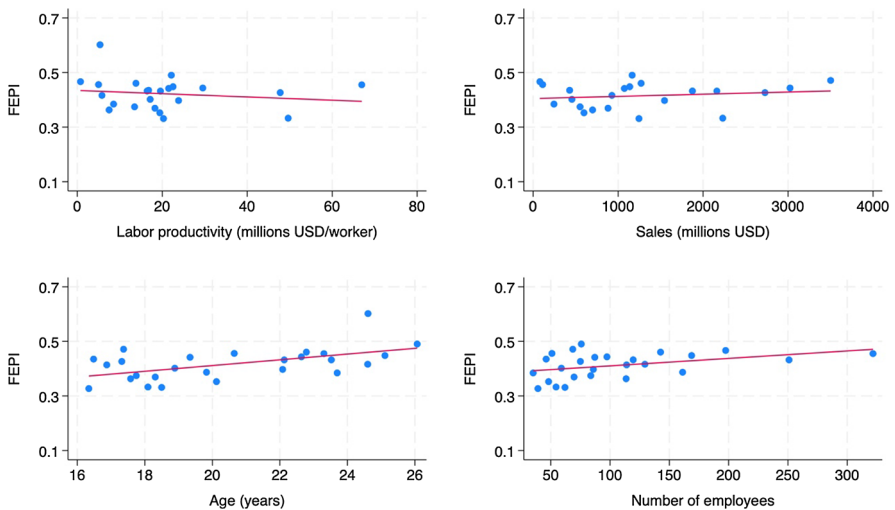 0.7
0.5
0.3
0.1
FEPI
0 20 40 60 80
Labor productivity (millions USD/worker)
0.7
0.5
0.3
0.1
FEPI
0 1000 2000 3000 4000
Sales (millions USD)
0.7
0.5
0.3
0.1
FEPI
16 18 20 22 24 26
Age (years)
0.7
0.5
0.3
0.1
FEPI
50 100 150 200 250 300
Number of employees